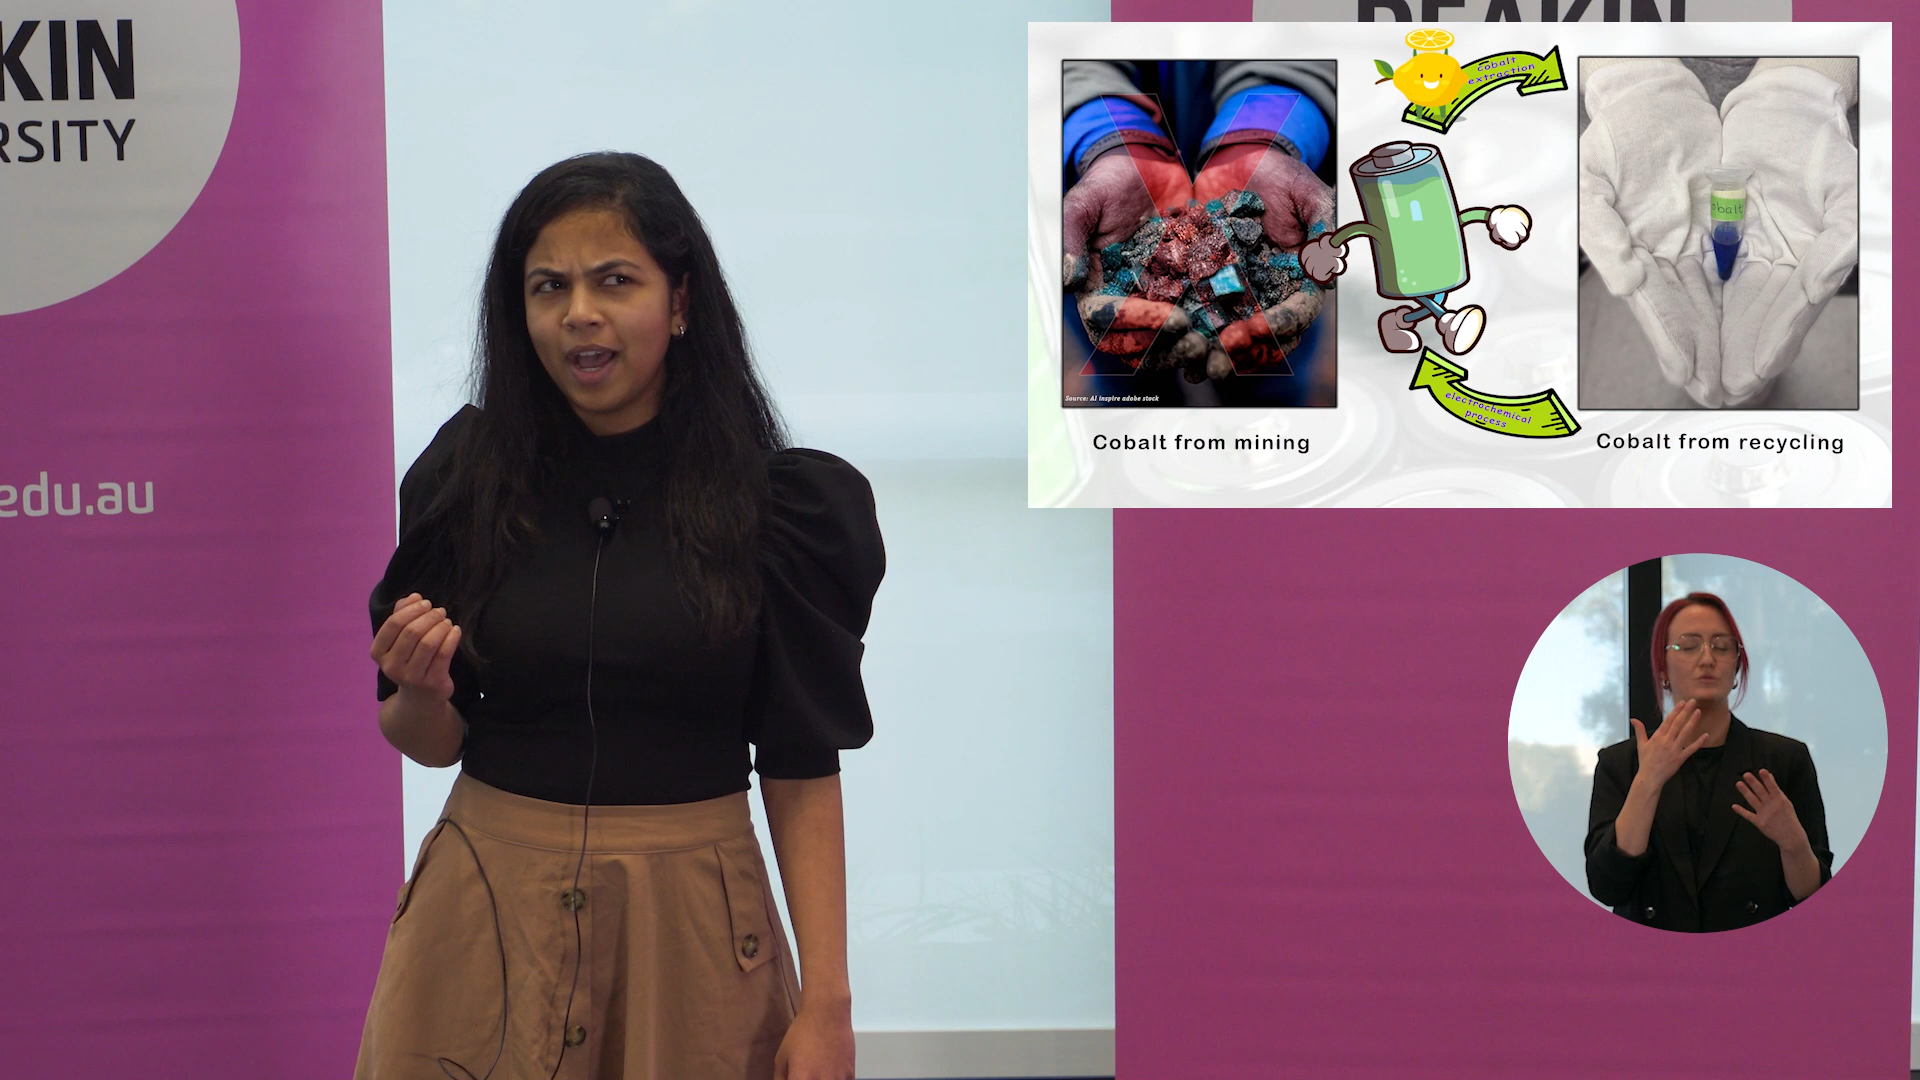 KIN
RSITY
edu.au
DEAKIN
cobalt
extraction
obalt
Source: AI inspire adobe stock
electrochemical
process
Cobalt from mining
Cobalt from recycling